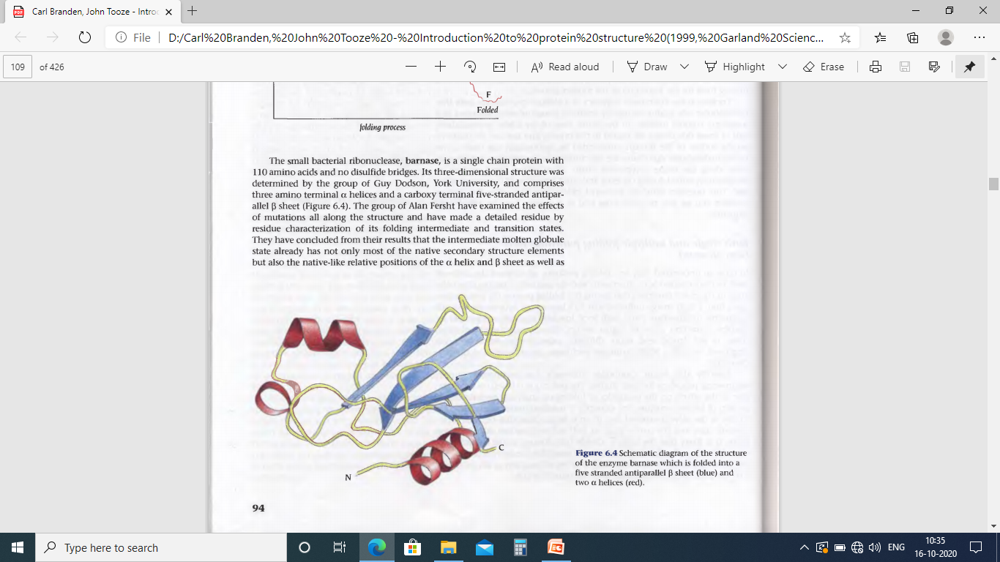 Carl Branden, John Tooze - Introd
File
D:/Carl%20Branden,%20John%20Tooze%20-%20Introduction%20to%20protein%20structure%20(1999,%20Garland%20Scienc...
109
of 426
A
Read aloud
Draw
Highlight
Erase
F
Folded
folding process
The small bacterial ribonuclease, barnase, is a single chain protein with
110 amino acids and no disulfide bridges. Its three-dimensional structure was
determined by the group of Guy Dodson, York University, and comprises
three amino terminal α helices and a carboxy terminal five-stranded antipar-
allel β sheet (Figure 6.4). The group of Alan Fersht have examined the effects
of mutations all along the structure and have made a detailed residue by
residue characterization of its folding intermediate and transition states.
They have concluded from their results that the intermediate molten globule
state already has not only most of the native secondary structure elements
but also the native-like relative positions of the α helix and β sheet as well as
C
N
Figure 6.4 Schematic diagram of the structure
of the enzyme barnase which is folded into a
five stranded antiparallel β sheet (blue) and
two α helices (red).
94
Type here to search
ENG
10:35
16-10-2020